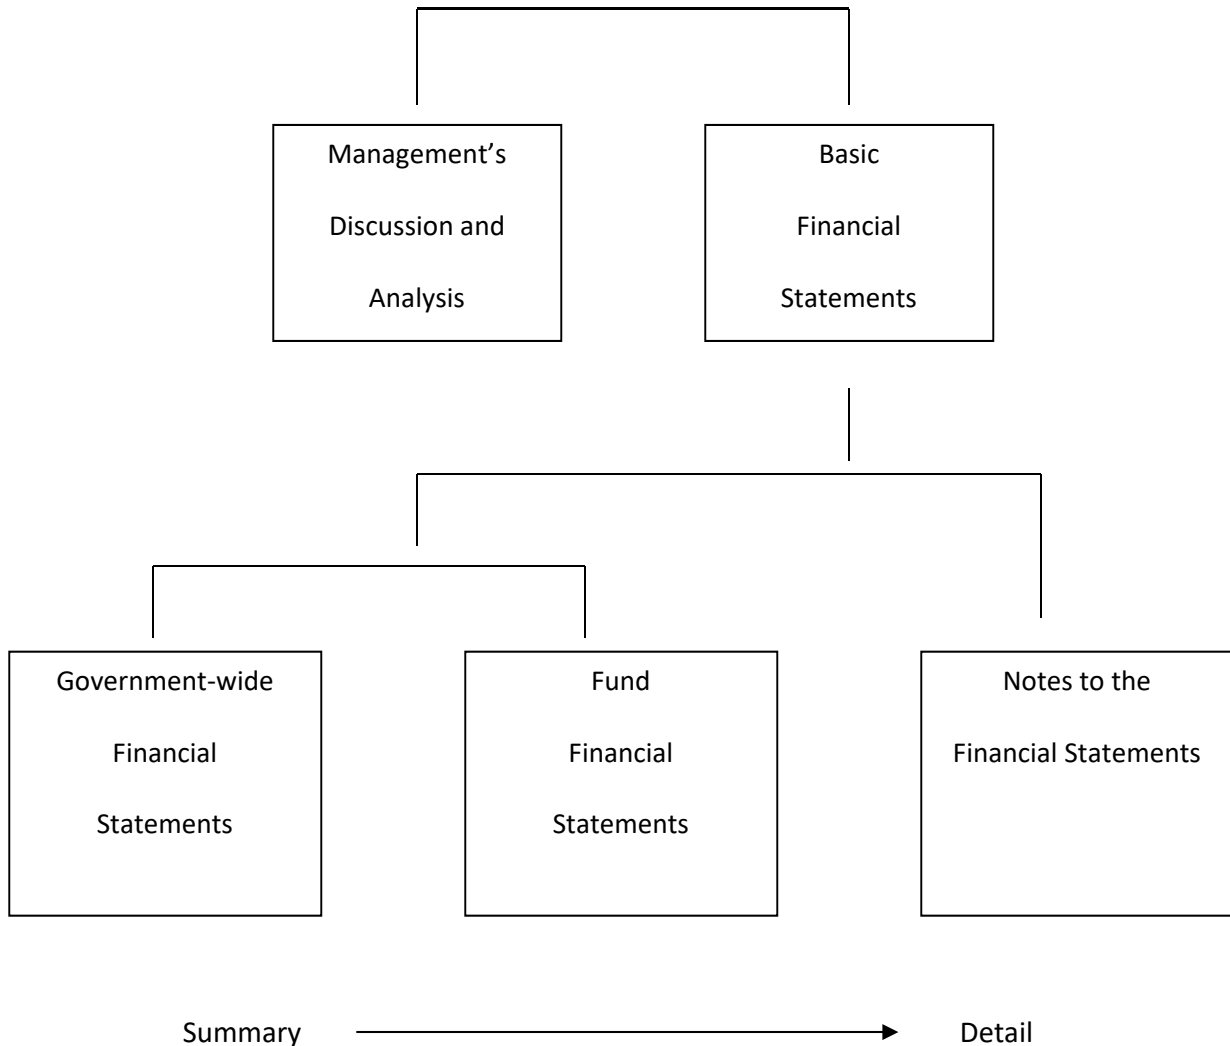 Management’s
Discussion and
Analysis
Basic
Financial
Statements
Government-wide
Financial
Statements
Fund
Financial
Statements
Notes to the
Financial Statements
Summary
Detail